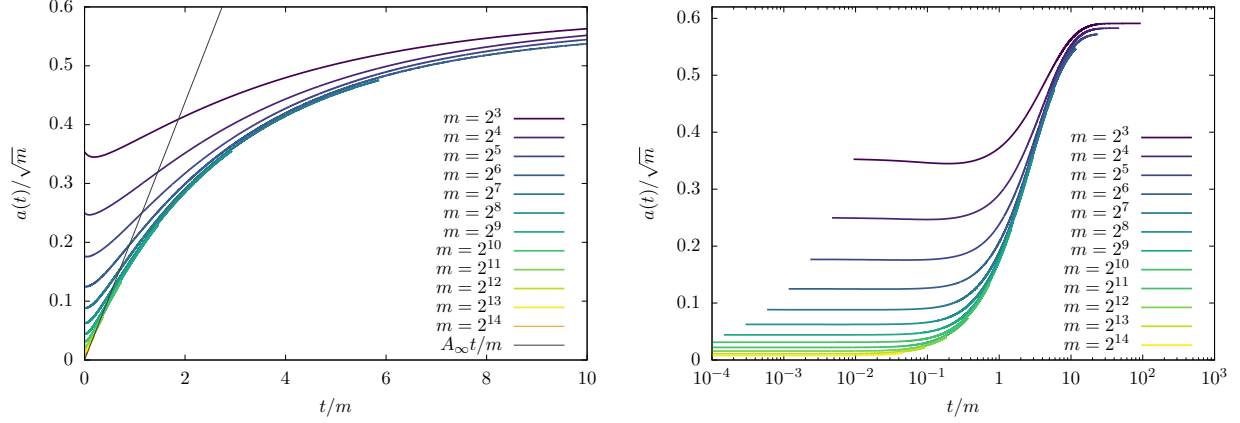 0
0.1
0.2
0.3
0.4
0.5
0.6
0
2
4
6
8
10
a(t)/√m
t/m
m = 2^3
m = 2^4
m = 2^5
m = 2^6
m = 2^7
m = 2^8
m = 2^9
m = 2^10
m = 2^11
m = 2^12
m = 2^13
m = 2^14
A_∞t/m
0
0.1
0.2
0.3
0.4
0.5
0.6
10^−4
10^−3
10^−2
10^−1
1
10
10^2
10^3
a(t)/√m
t/m
m = 2^3
m = 2^4
m = 2^5
m = 2^6
m = 2^7
m = 2^8
m = 2^9
m = 2^10
m = 2^11
m = 2^12
m = 2^13
m = 2^14